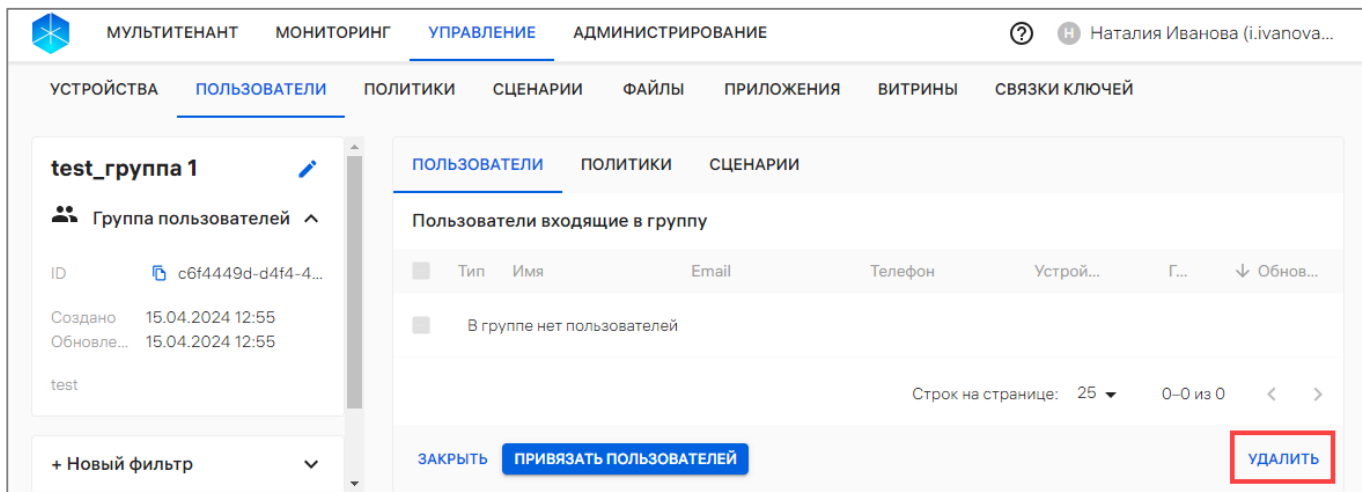 МУЛЬТИТЕНАНТ МОНИТОРИНГ УПРАВЛЕНИЕ АДМИНИСТРИРОВАНИЕ ? Н Наталия Иванова (i.ivanova...
УСТРОЙСТВА ПОЛЬЗОВАТЕЛИ ПОЛИТИКИ СЦЕНАРИИ ФАЙЛЫ ПРИЛОЖЕНИЯ ВИТРИНЫ СВЯЗКИ КЛЮЧЕЙ
test_группа 1
Группа пользователей
ID c6f4449d-d4f4-4...
Создано 15.04.2024 12:55
Обновле... 15.04.2024 12:55
test
+ Новый фильтр
ПОЛЬЗОВАТЕЛИ ПОЛИТИКИ СЦЕНАРИИ
Пользователи входящие в группу
Тип Имя Email Телефон Устрой... Г... Обнов...
В группе нет пользователей
Строк на странице: 25 0–0 из 0
ЗАКРЫТЬ ПРИВЯЗАТЬ ПОЛЬЗОВАТЕЛЕЙ УДАЛИТЬ